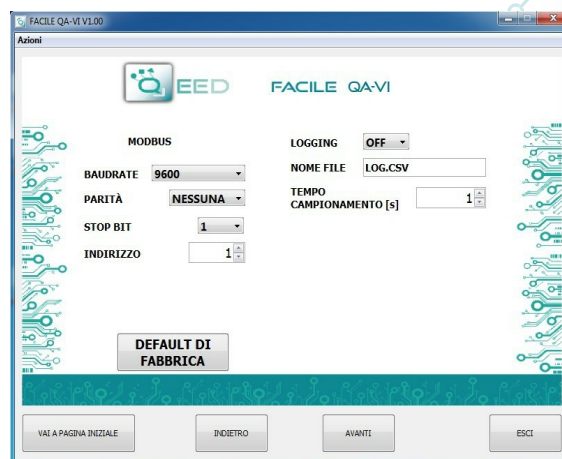 FACILE QA-VI V1.00
Azioni
QEED FACILE QA-VI
MODBUS
BAUDRATE 9600
PARITÀ NESSUNA
STOP BIT 1
INDIRIZZO 1
LOGGING OFF
NOME FILE LOG.CSV
TEMPO
CAMPIONAMENTO [s] 1
DEFAULT DI
FABBRICA
VAI A PAGINA INIZIALE INDIETRO AVANTI ESCI